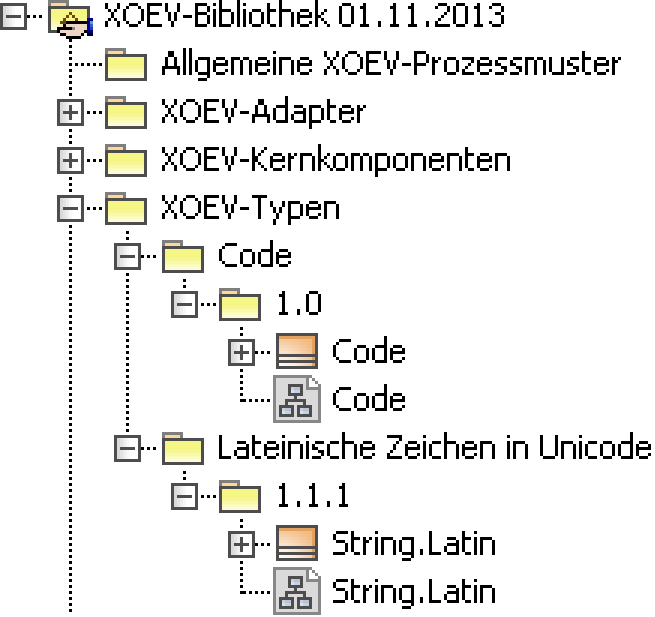 XOEV-Bibliothek 01.11.2013
Allgemeine XOEV-Prozessmuster
XOEV-Adapter
XOEV-Kernkomponenten
XOEV-Typen
Code
1.0
Code
Code
Lateinische Zeichen in Unicode
1.1.1
String.Latin
String.Latin